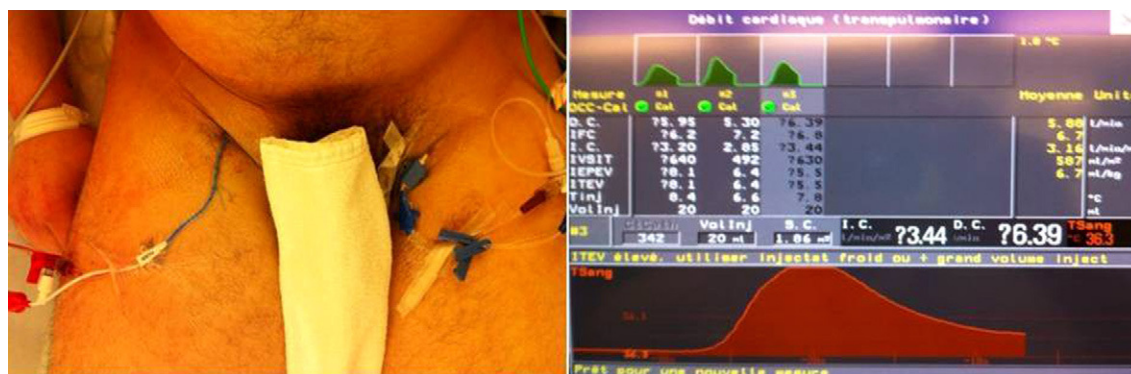 Débit cardiaque (transpulmonaire)
1.0 °C
Mesure #1 #2 #3 Moyenne Unité
DCC-Cal Cal Cal Cal
D.C. ?5.95 5.30 ?6.39 5.88 l/min
IFC ?6.2 7.2 ?6.8 6.7
I.C. ?3.20 2.85 ?3.44 3.16 l/min/m
IVSIT ?640 492 ?630 587 ml/m²
IEPEV ?8.1 6.4 ?5.5 6.7 ml/kg
ITEV ?8.1 6.4 ?5.5
Tinj 8.4 6.6 7.8 °C
VolInj 20 20 20 ml
#3 342 VolInj 20 ml S.C. 1.86 m² I.C. l/min/m² ?3.44 D.C. l/min ?6.39 TSang °C 36.3
ITEV élevé, utiliser injectat froid ou + grand volume inject
TSang
Prêt pour une nouvelle mesure